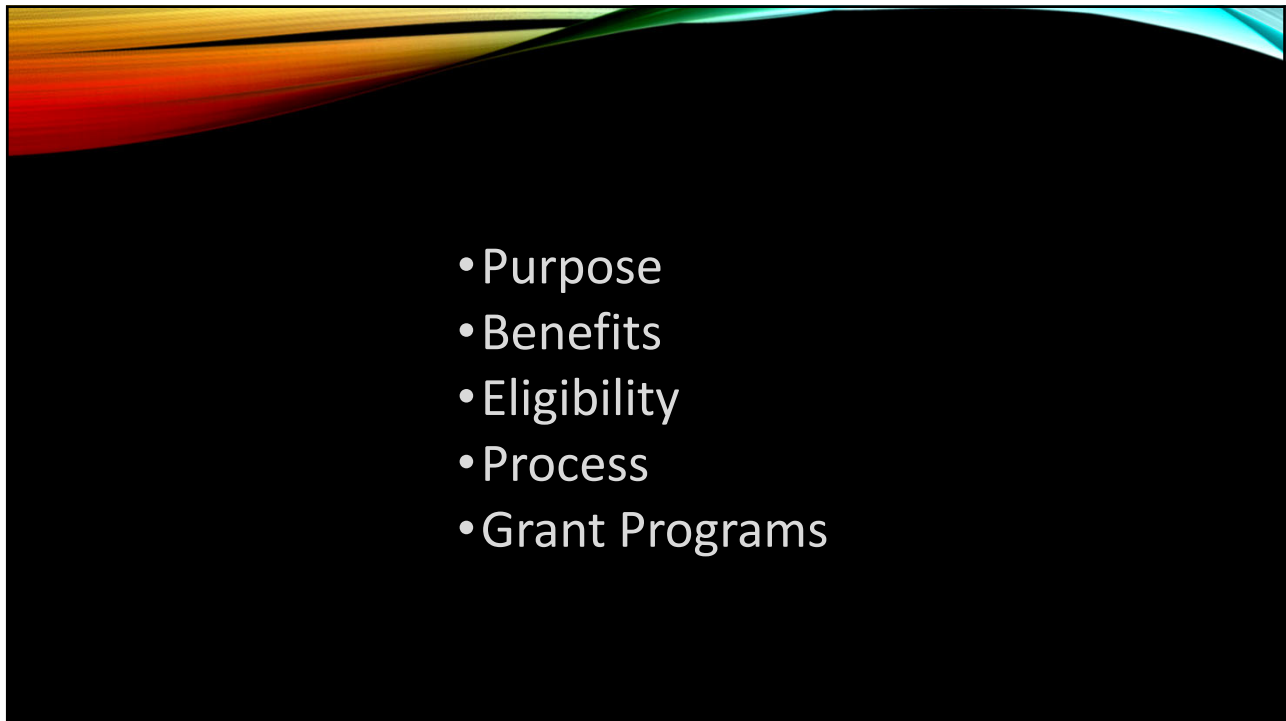 •Purpose
•Benefits
•Eligibility
•Process
•Grant Programs